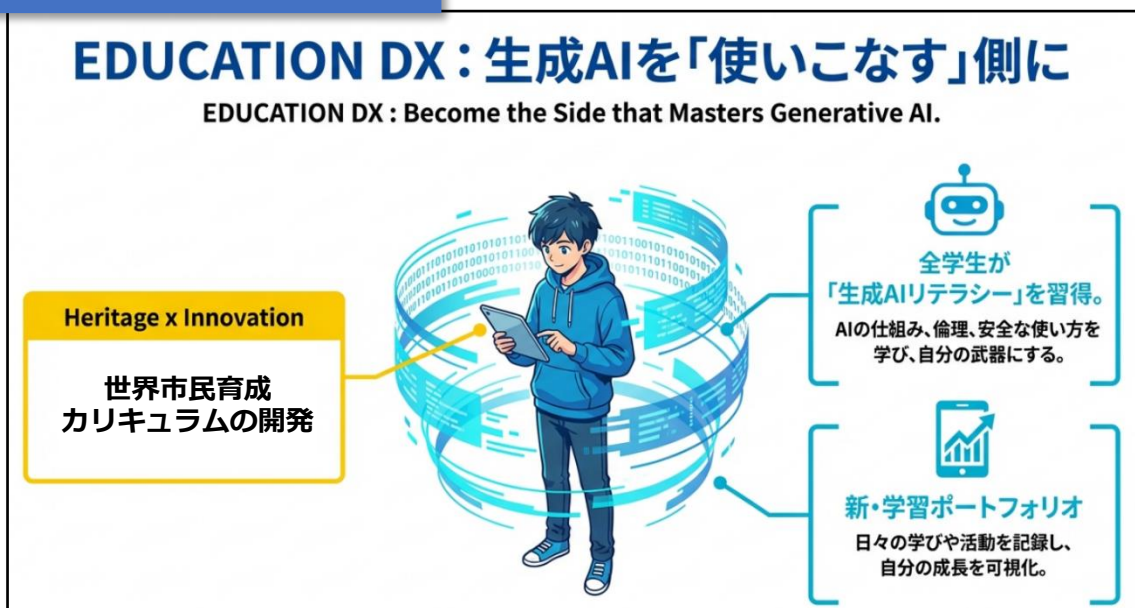 EDUCATION DX：生成AIを「使いこなす」側に
EDUCATION DX : Become the Side that Masters Generative AI.
Heritage x Innovation
世界市民育成
カリキュラムの開発
全学生が
「生成AIリテラシー」を習得。
AIの仕組み、倫理、安全な使い方を
学び、自分の武器にする。
新・学習ポートフォリオ
日々の学びや活動を記録し、
自分の成長を可視化。